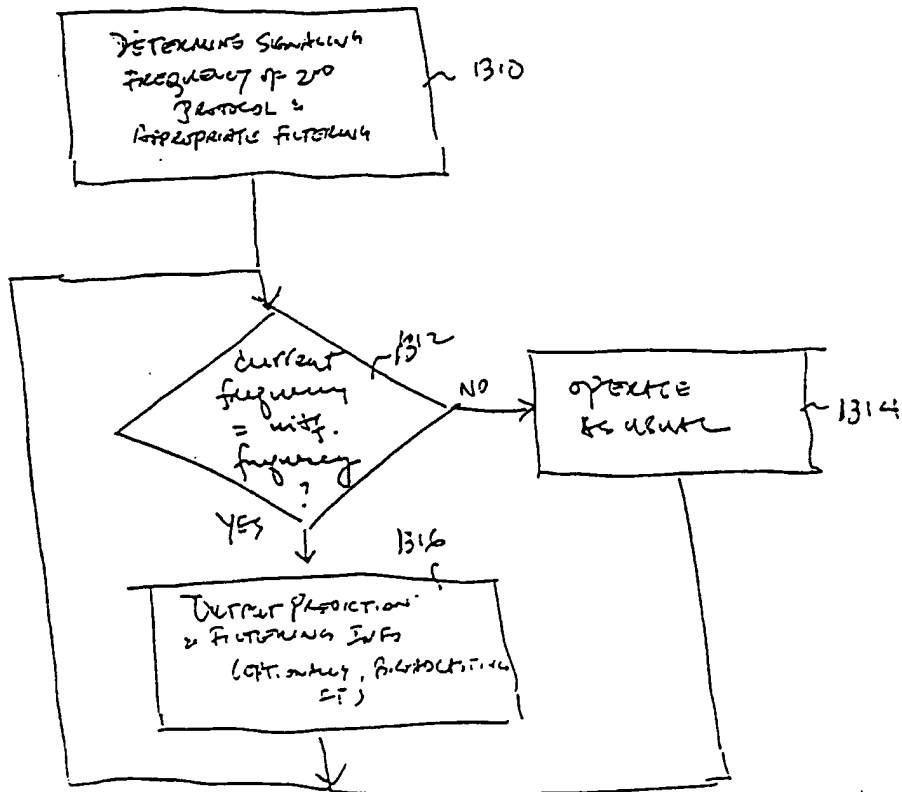 DETERMINE SIGNALING
FREQUENCY OF 2ND
PROTOCOL &
APPROPRIATE FILTERING
1310
current
1312
frequency
= intf.
frequency
?
NO
OPERATE
AS USUAL
1314
YES
1316
OUTPUT PREDICTION
& FILTERING INFO
(OPTIONALLY, BROADCASTING
IT)